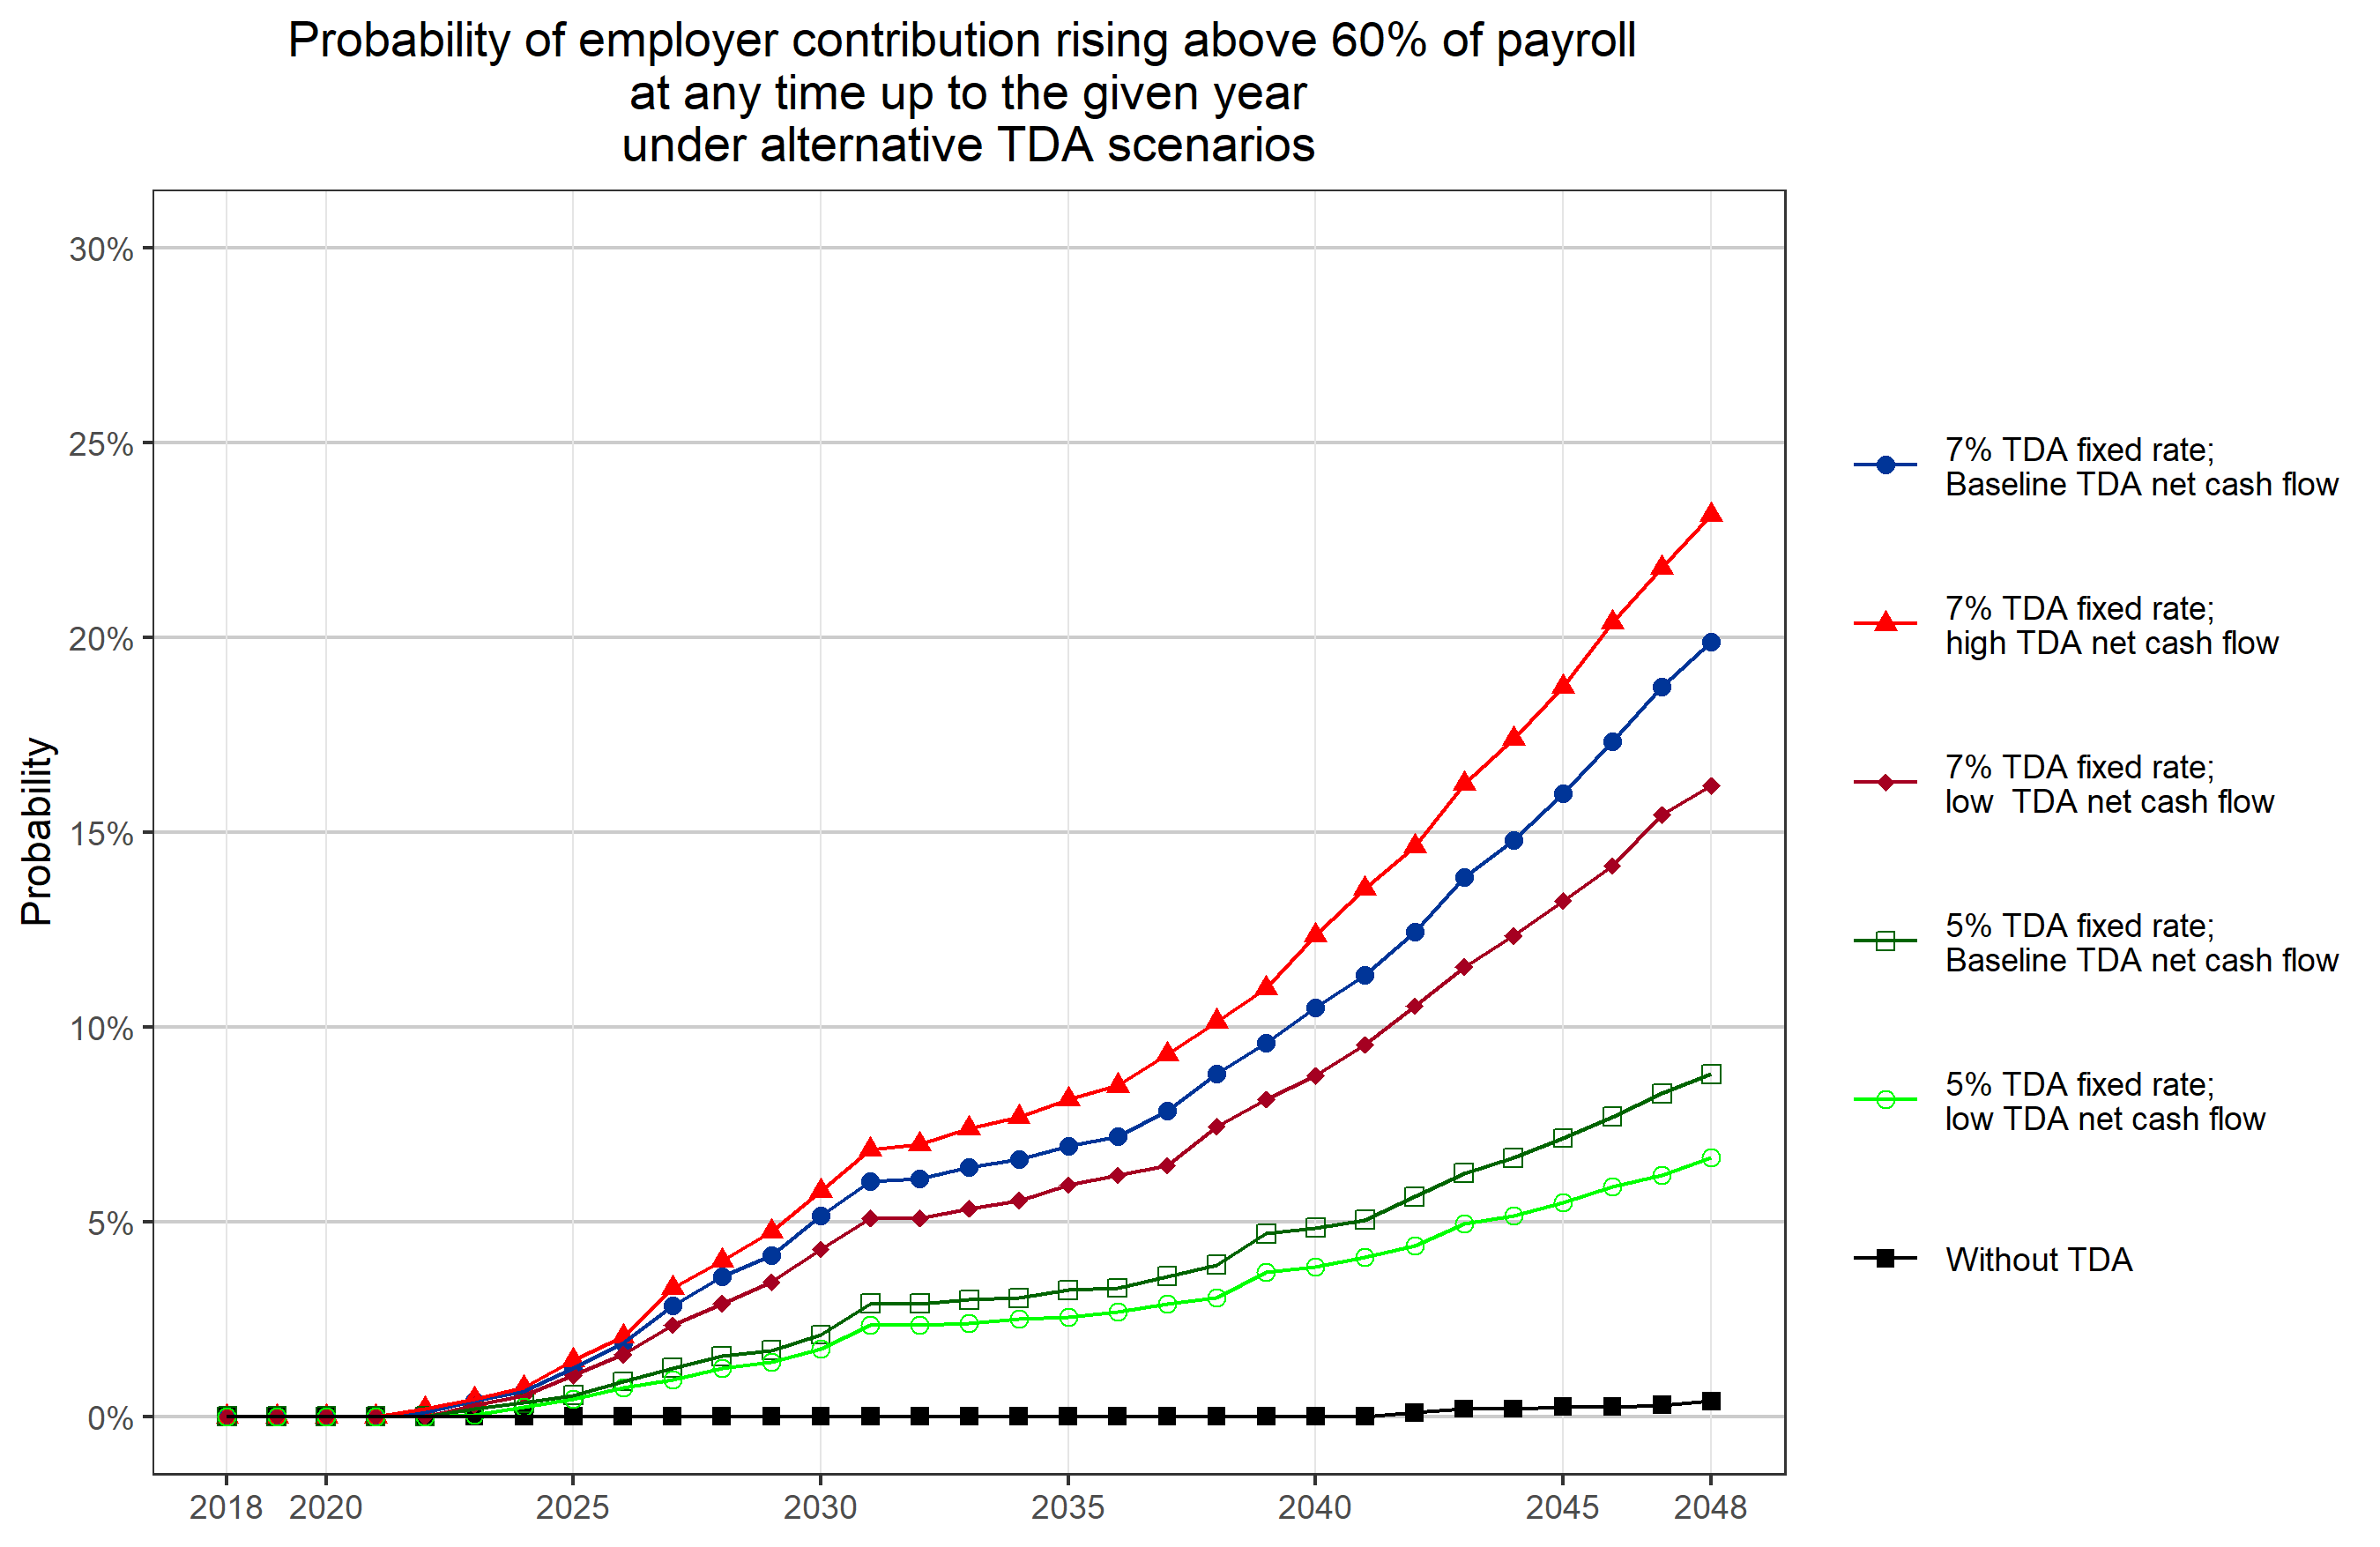 Probability of employer contribution rising above 60% of payroll
at any time up to the given year
under alternative TDA scenarios
30%
25%
20%
15%
10%
5%
0%
Probability
2018 2020 2025 2030 2035 2040 2045 2048
7% TDA fixed rate;
Baseline TDA net cash flow
7% TDA fixed rate;
high TDA net cash flow
7% TDA fixed rate;
low  TDA net cash flow
5% TDA fixed rate;
Baseline TDA net cash flow
5% TDA fixed rate;
low TDA net cash flow
Without TDA